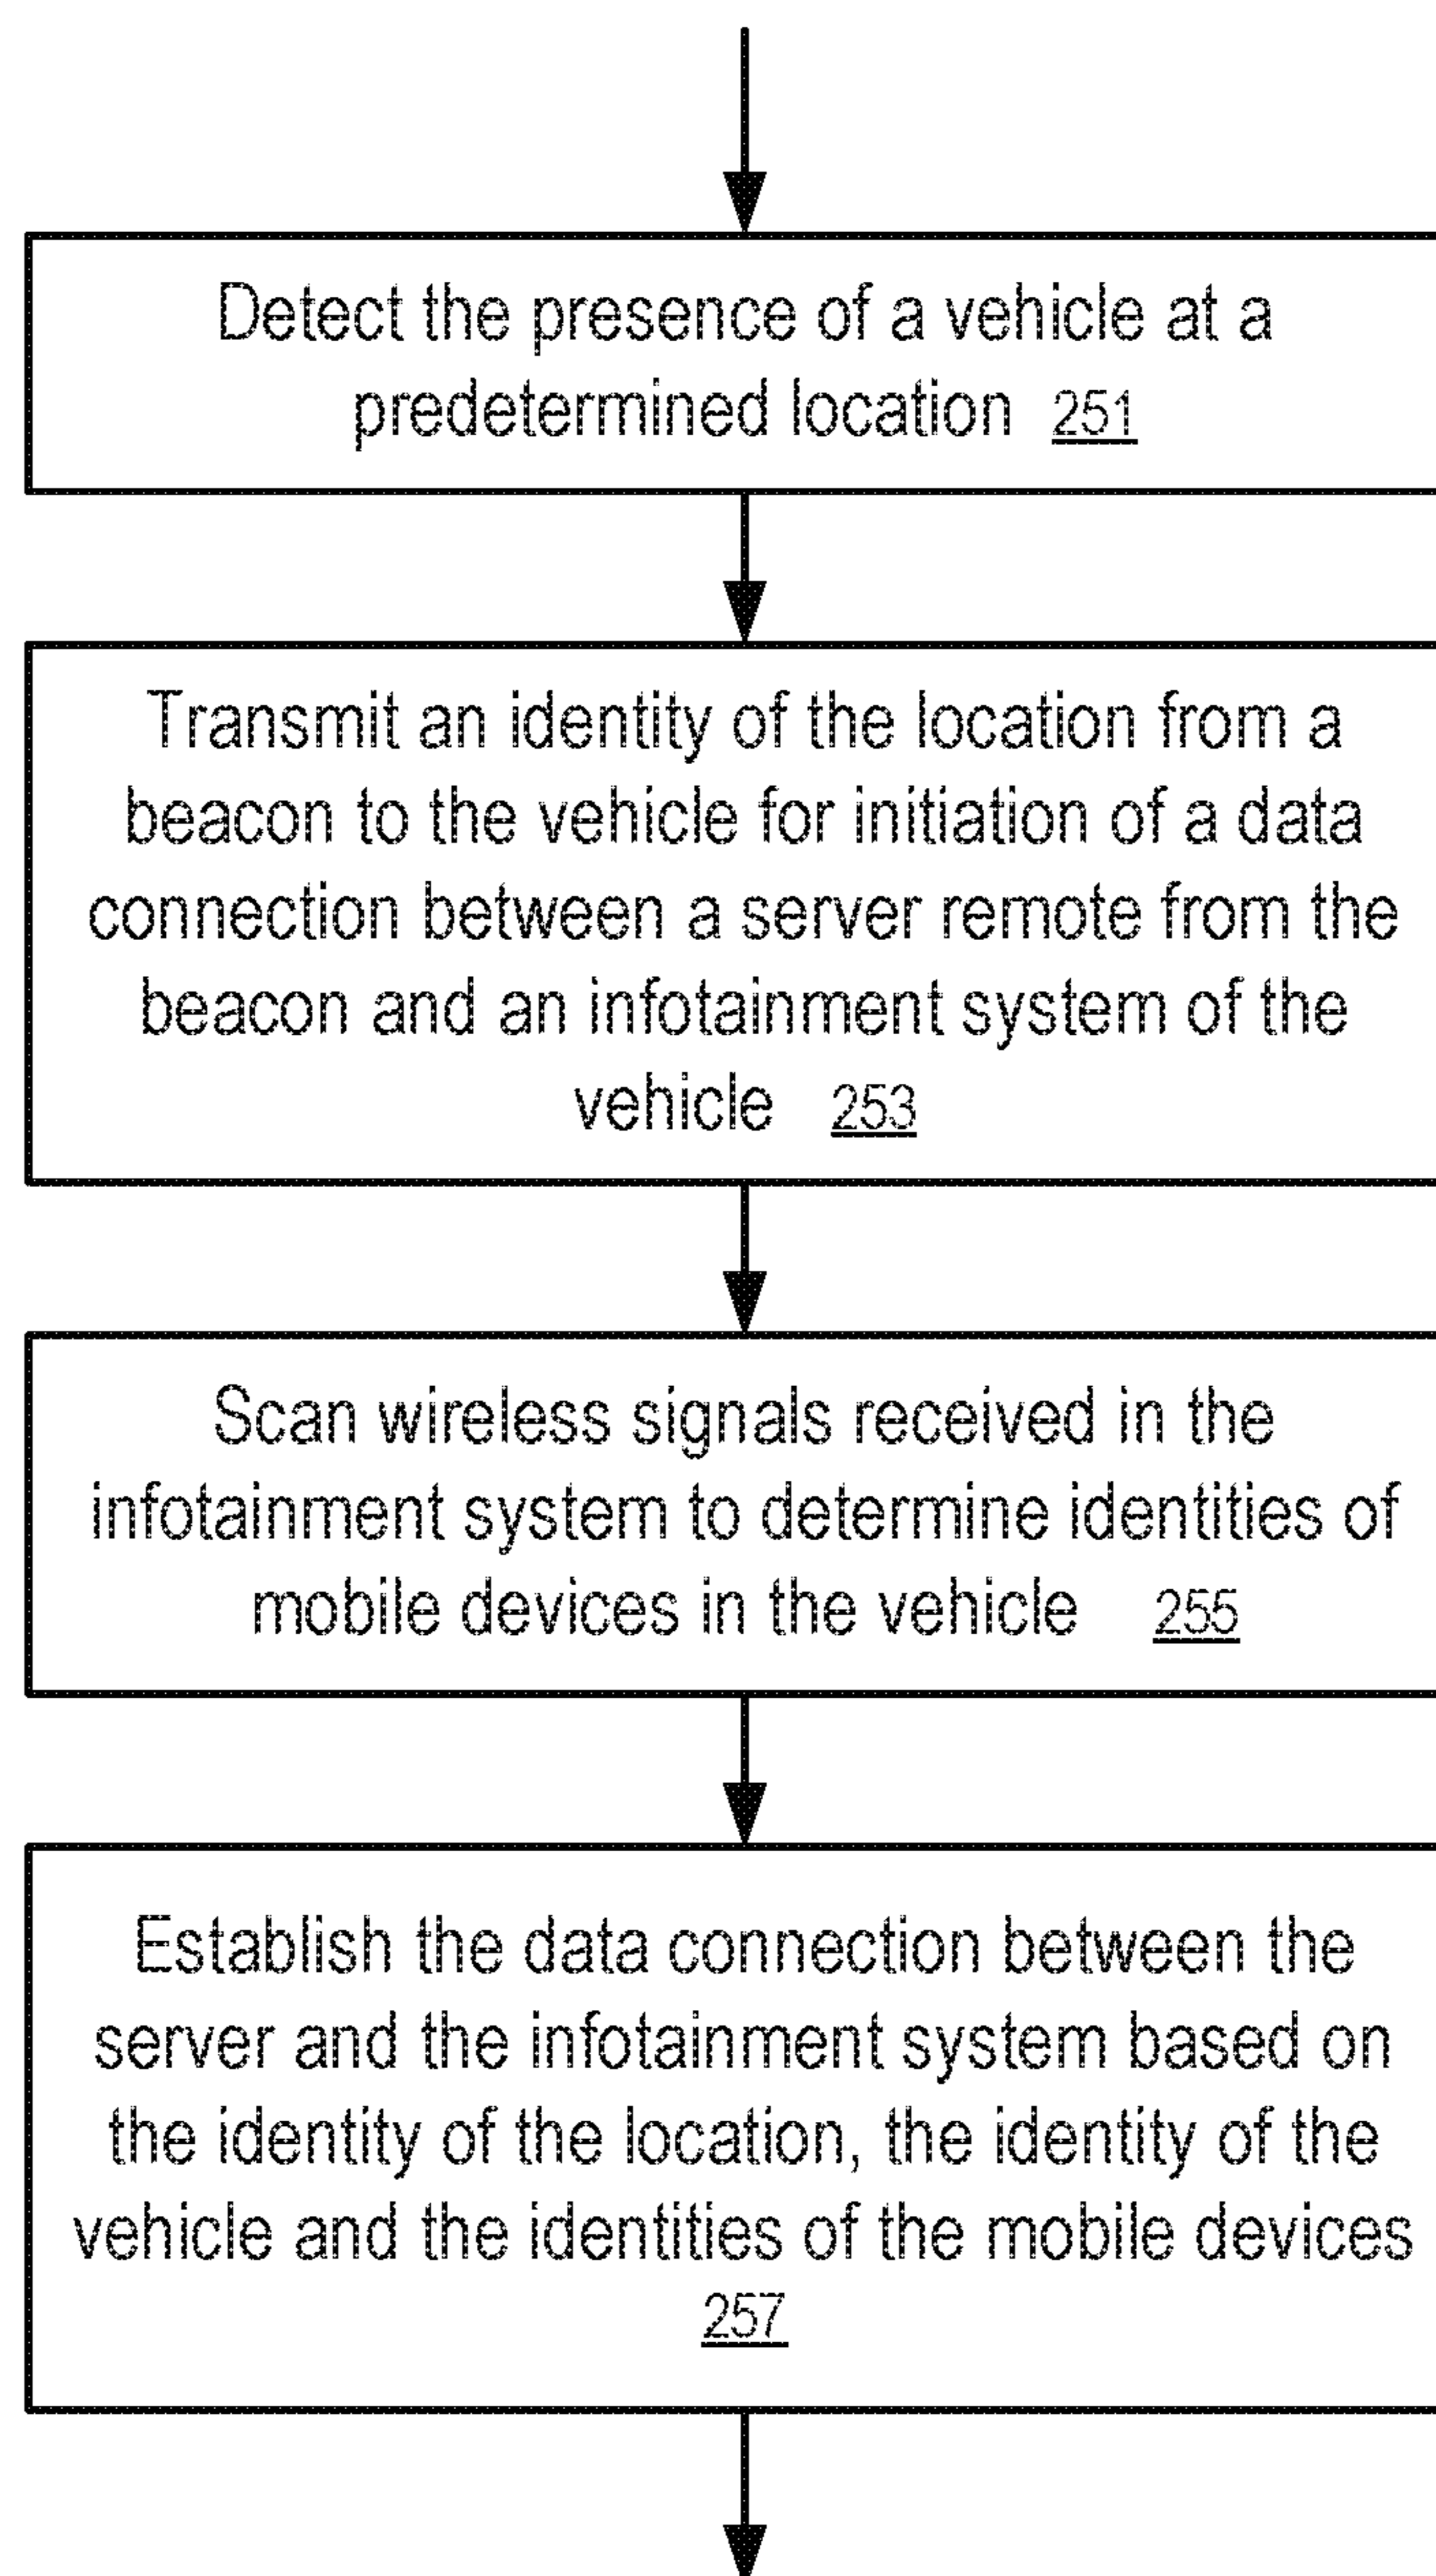 Detect the presence of a vehicle at a
predetermined location 251
Transmit an identity of the location from a
beacon to the vehicle for initiation of a data
connection between a server remote from the
beacon and an infotainment system of the
vehicle 253
Scan wireless signals received in the
infotainment system to determine identities of
mobile devices in the vehicle 255
Establish the data connection between the
server and the infotainment system based on
the identity of the location, the identity of the
vehicle and the identities of the mobile devices
257